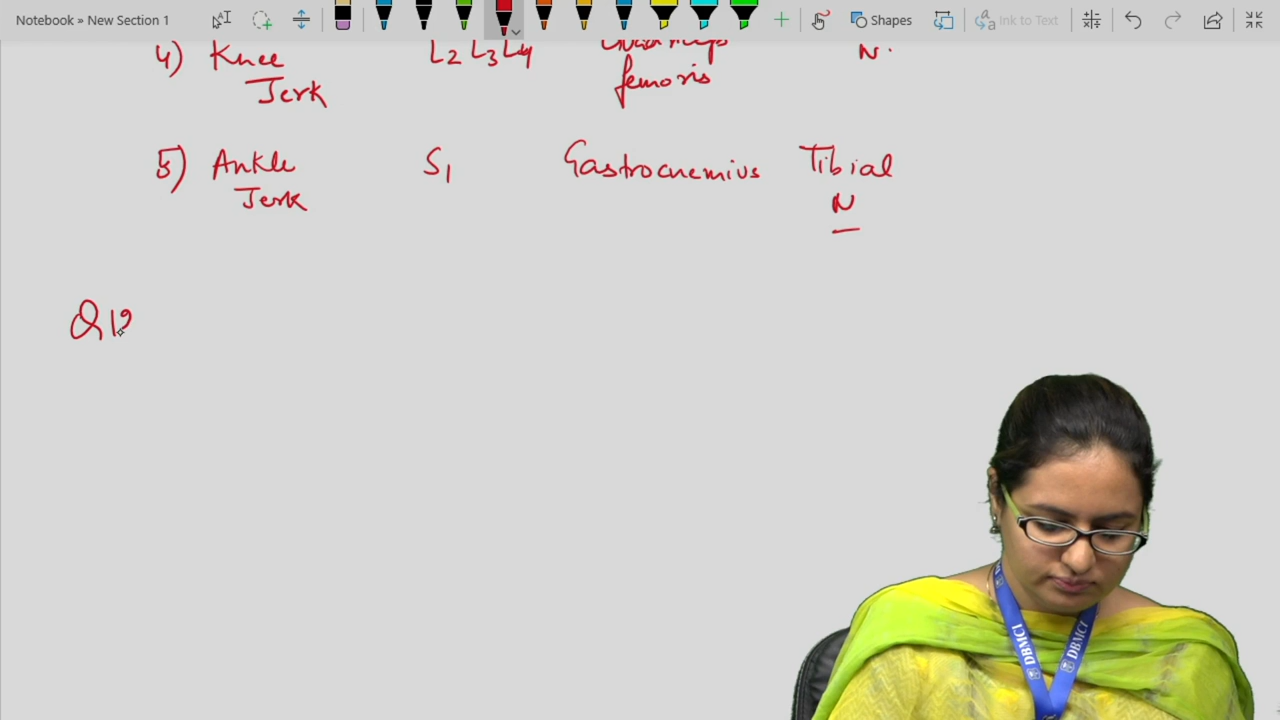 Notebook » New Section 1
Shapes
Ink to Text
4) Knee L2 L3 L4 N.
Jerk femoris
5) Ankle S1 Gastrocnemius Tibial
Jerk N
DBMCI DBMCI